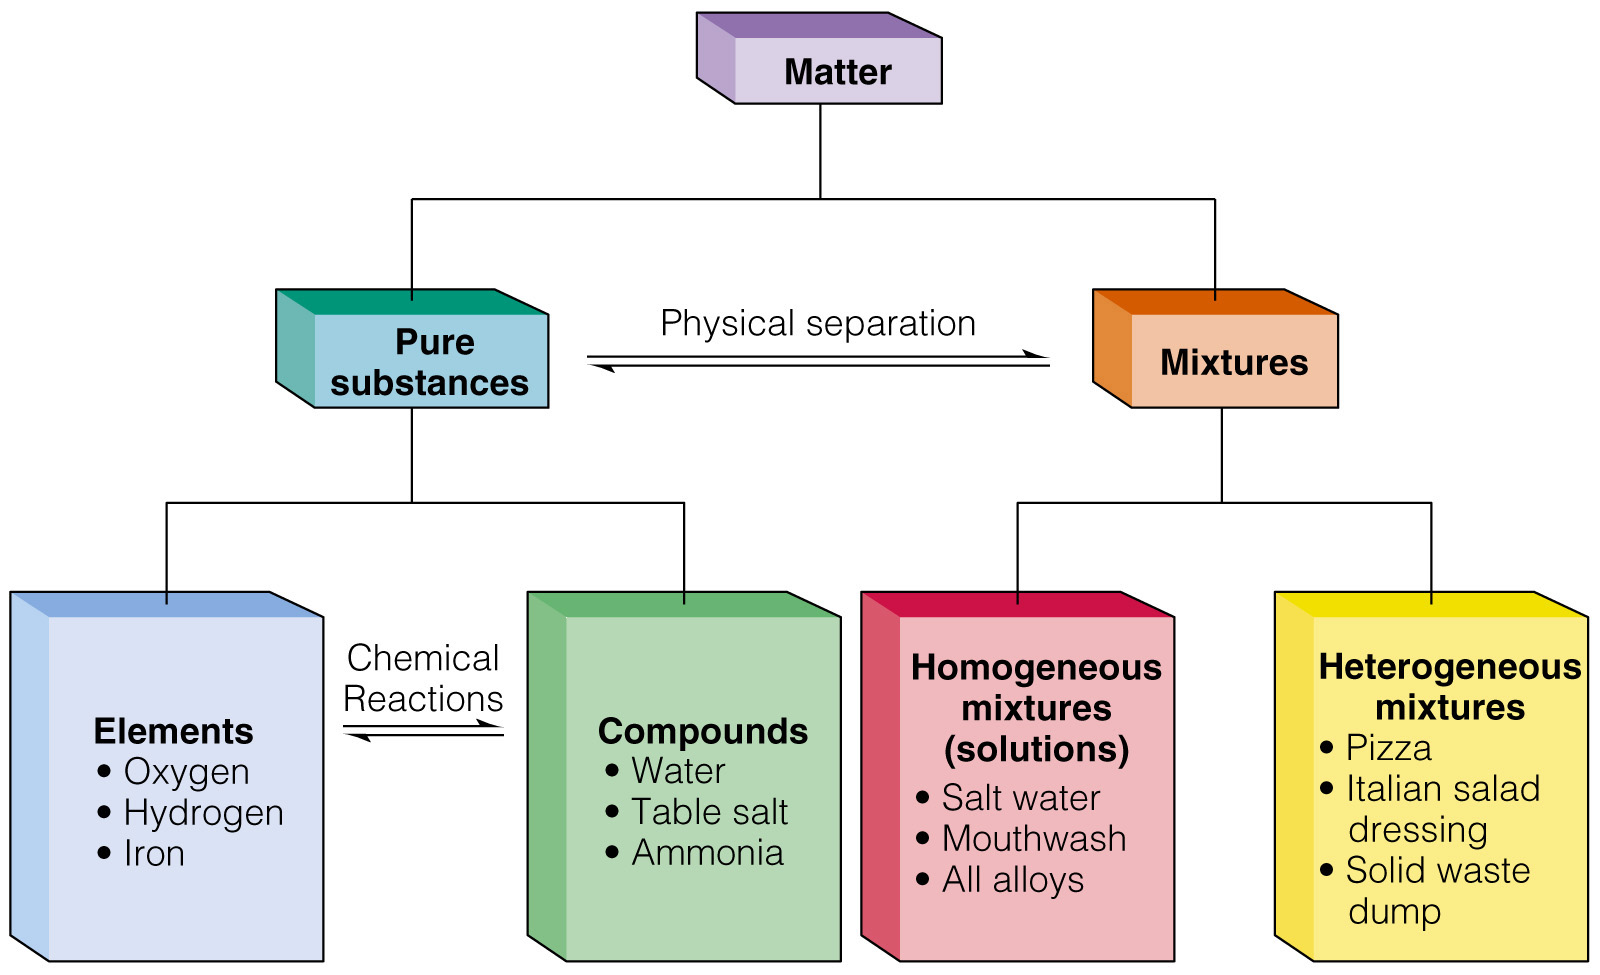 Matter
Pure
substances
Physical separation
Mixtures
Chemical
Reactions
Elements
• Oxygen
• Hydrogen
• Iron
Compounds
• Water
• Table salt
• Ammonia
Homogeneous
mixtures
(solutions)
• Salt water
• Mouthwash
• All alloys
Heterogeneous
mixtures
• Pizza
• Italian salad
dressing
• Solid waste
dump